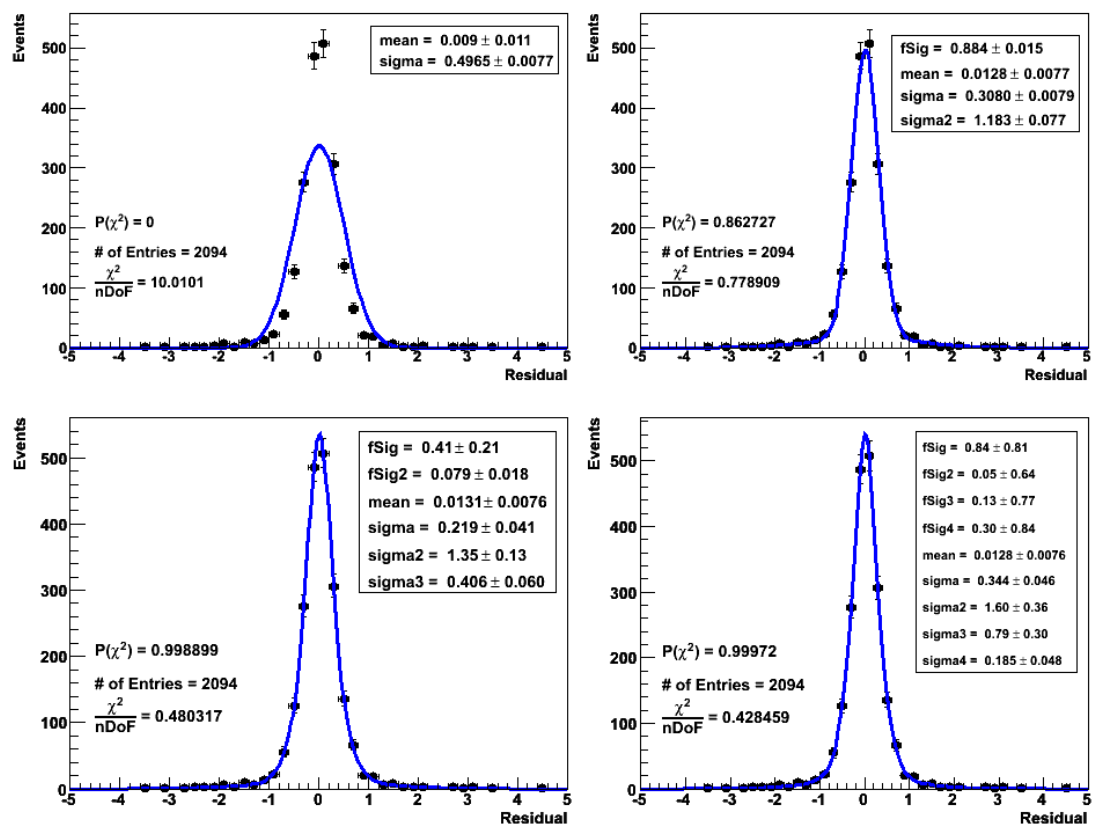 Events
500
400
300
200
100
0
mean = 0.009 ± 0.011
sigma = 0.4965 ± 0.0077
P(χ²) = 0
# of Entries = 2094
χ²
nDoF = 10.0101
-5 -4 -3 -2 -1 0 1 2 3 4 5
Residual
Events
500
400
300
200
100
0
fSig = 0.884 ± 0.015
mean = 0.0128 ± 0.0077
sigma = 0.3080 ± 0.0079
sigma2 = 1.183 ± 0.077
P(χ²) = 0.862727
# of Entries = 2094
χ²
nDoF = 0.778909
-5 -4 -3 -2 -1 0 1 2 3 4 5
Residual
Events
500
400
300
200
100
0
fSig = 0.41 ± 0.21
fSig2 = 0.079 ± 0.018
mean = 0.0131 ± 0.0076
sigma = 0.219 ± 0.041
sigma2 = 1.35 ± 0.13
sigma3 = 0.406 ± 0.060
P(χ²) = 0.998899
# of Entries = 2094
χ²
nDoF = 0.480317
-5 -4 -3 -2 -1 0 1 2 3 4 5
Residual
Events
500
400
300
200
100
0
fSig = 0.84 ± 0.81
fSig2 = 0.05 ± 0.64
fSig3 = 0.13 ± 0.77
fSig4 = 0.30 ± 0.84
mean = 0.0128 ± 0.0076
sigma = 0.344 ± 0.046
sigma2 = 1.60 ± 0.36
sigma3 = 0.79 ± 0.30
sigma4 = 0.185 ± 0.048
P(χ²) = 0.99972
# of Entries = 2094
χ²
nDoF = 0.428459
-5 -4 -3 -2 -1 0 1 2 3 4 5
Residual